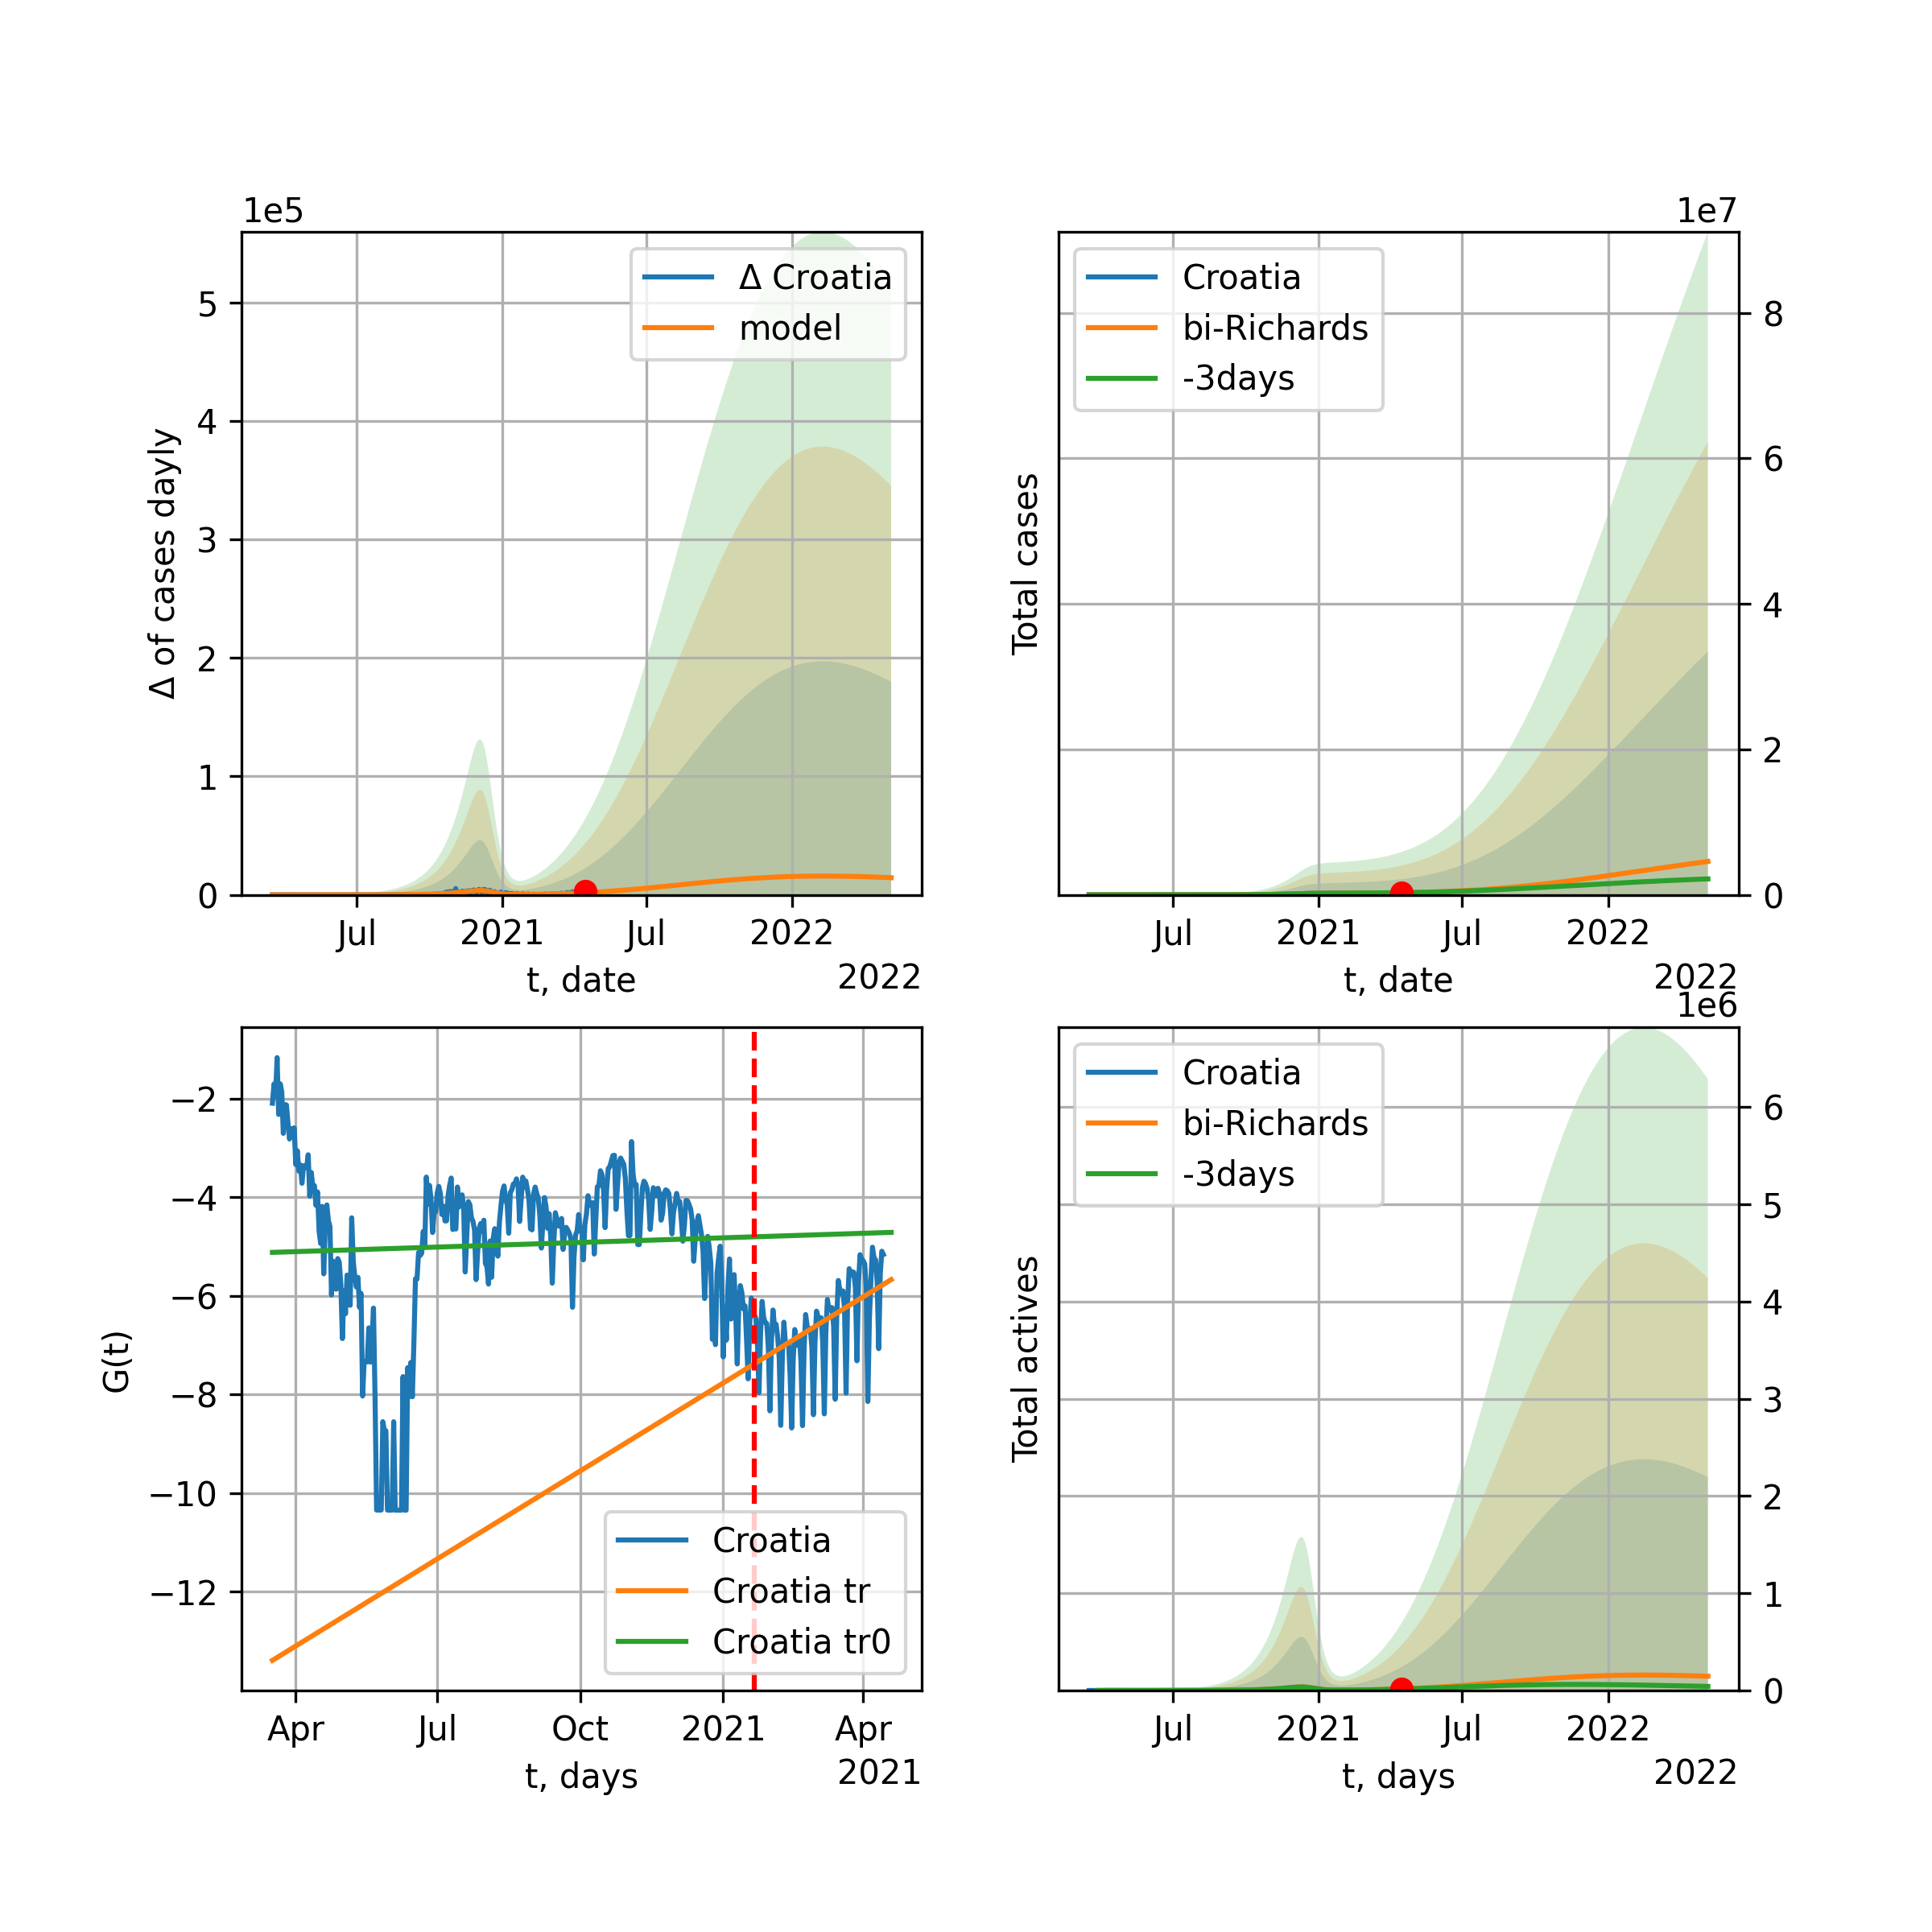 1e5
Δ Croatia
model
5
4
3
2
1
0
Δ of cases dayly
Jul
2021
Jul
2022
t, date
2022
1e7
Croatia
bi-Richards
-3days
8
6
4
2
0
Total cases
Jul
2021
Jul
2022
t, date
2022
−2
−4
−6
−8
−10
−12
G(t)
Croatia
Croatia tr
Croatia tr0
Apr
Jul
Oct
2021
Apr
t, days
2021
1e6
Croatia
bi-Richards
-3days
6
5
4
3
2
1
0
Total actives
Jul
2021
Jul
2022
t, days
2022